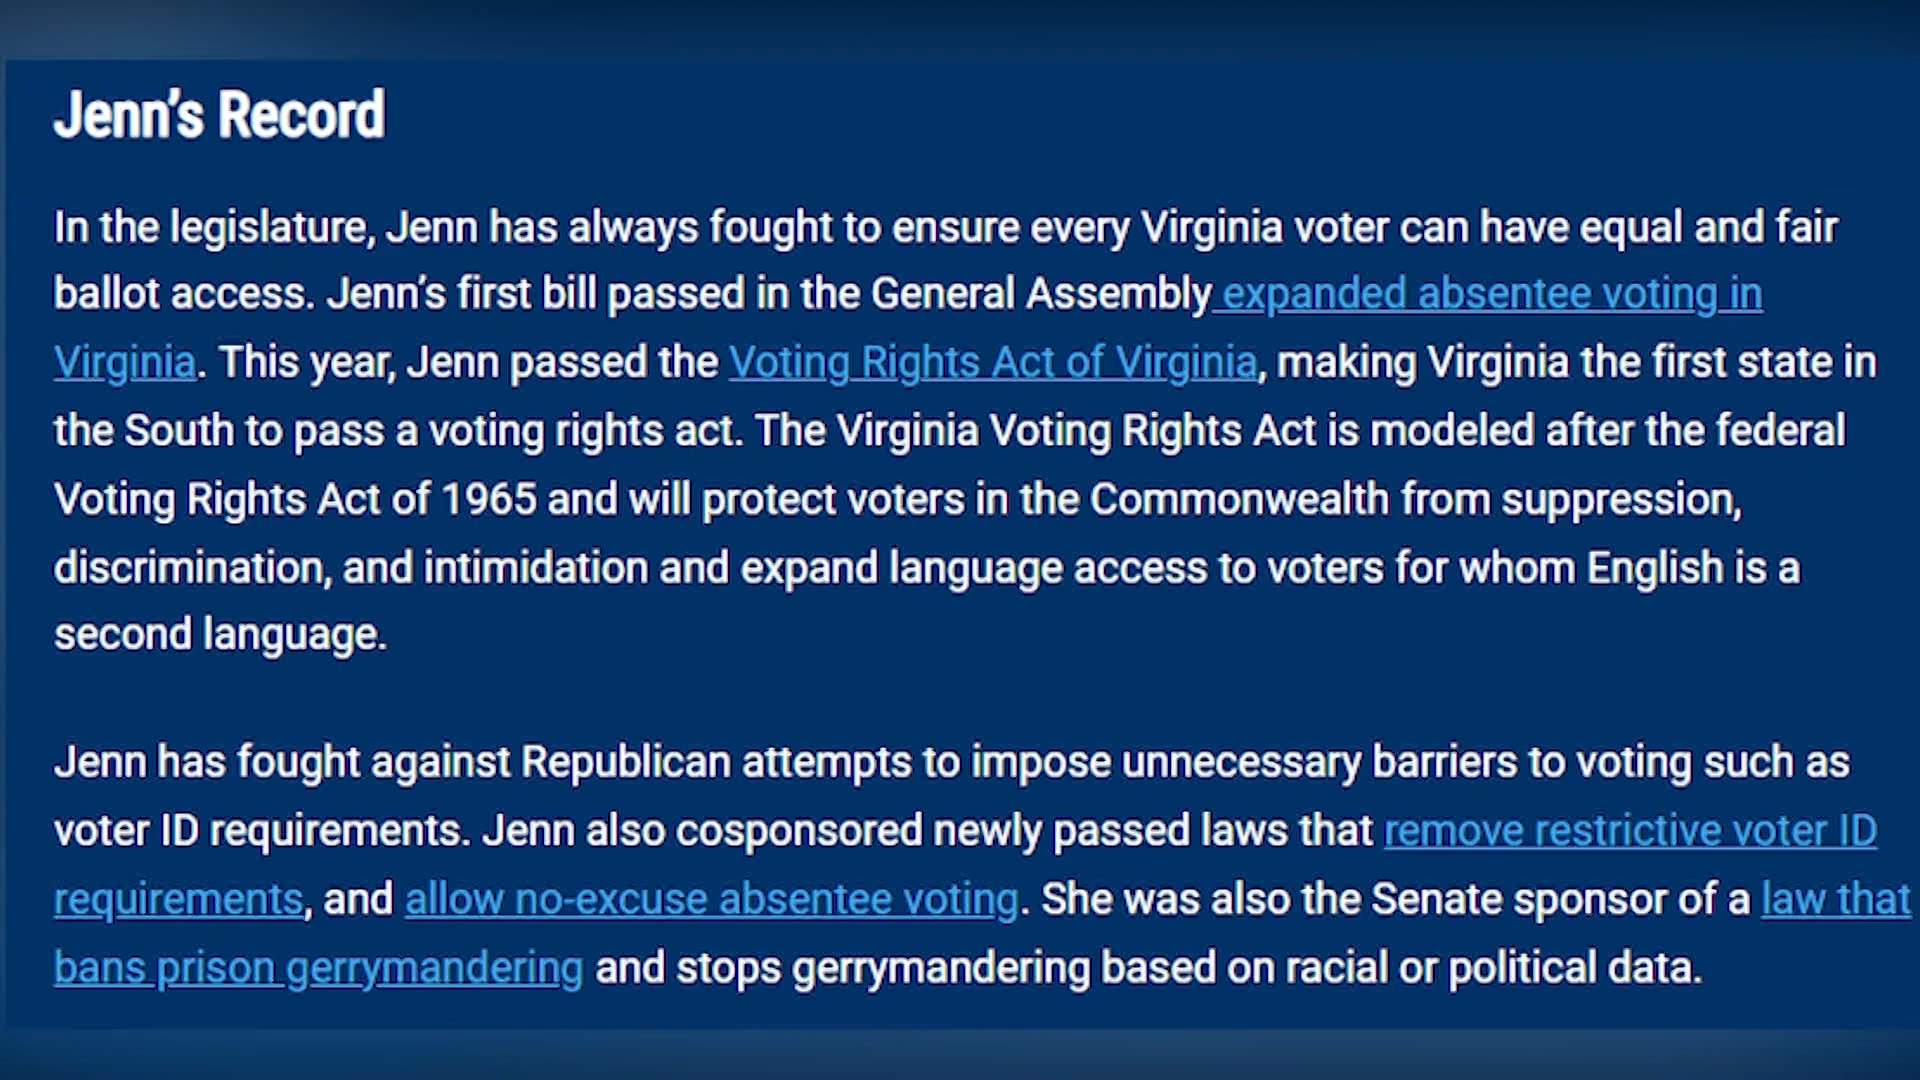 Jenn's Record
In the legislature, Jenn has always fought to ensure every Virginia voter can have equal and fair
ballot access. Jenn's first bill passed in the General Assembly expanded absentee voting in
Virginia. This year, Jenn passed the Voting Rights Act of Virginia, making Virginia the first state in
the South to pass a voting rights act. The Virginia Voting Rights Act is modeled after the federal
Voting Rights Act of 1965 and will protect voters in the Commonwealth from suppression,
discrimination, and intimidation and expand language access to voters for whom English is a
second language.
Jenn has fought against Republican attempts to impose unnecessary barriers to voting such as
voter ID requirements. Jenn also cosponsored newly passed laws that remove restrictive voter ID
requirements, and allow no-excuse absentee voting. She was also the Senate sponsor of a law that
bans prison gerrymandering and stops gerrymandering based on racial or political data.